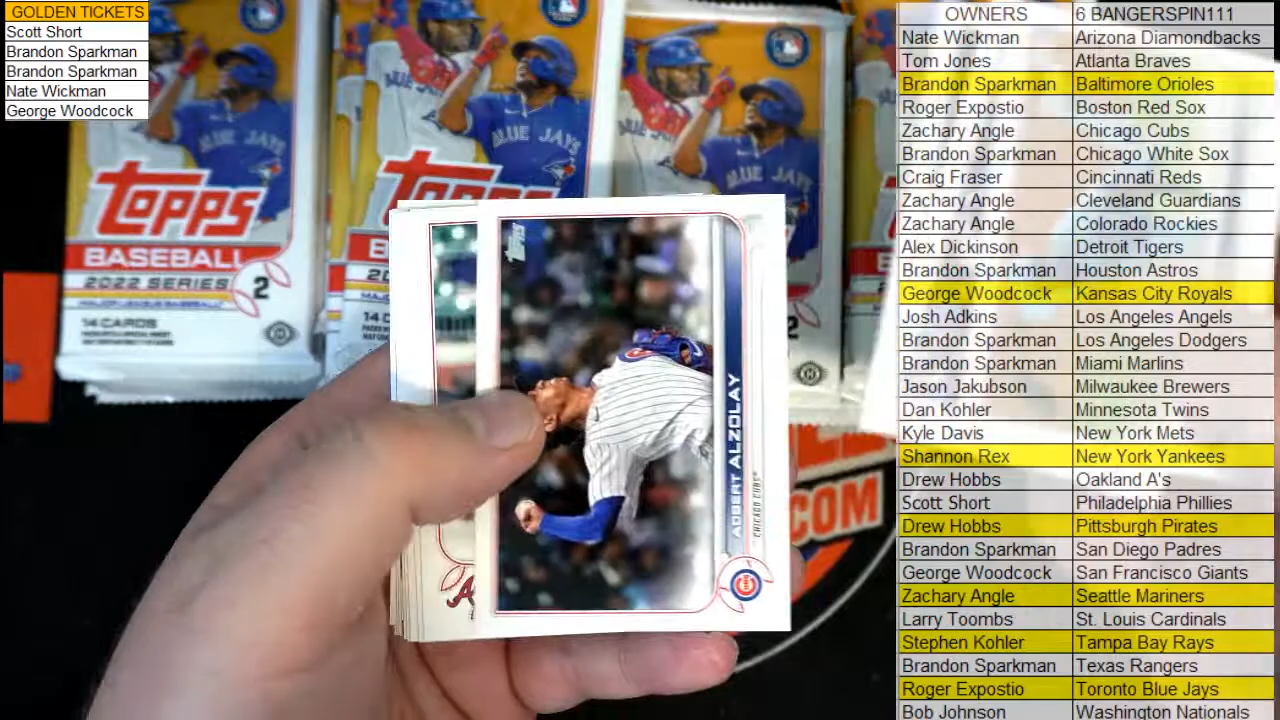 GOLDEN TICKETS
Scott Short
Brandon Sparkman
Brandon Sparkman
Nate Wickman
George Woodcock
OWNERS 6 BANGERSPIN111
Nate Wickman Arizona Diamondbacks
Tom Jones Atlanta Braves
Brandon Sparkman Baltimore Orioles
Roger Expostio Boston Red Sox
Zachary Angle Chicago Cubs
Brandon Sparkman Chicago White Sox
Craig Fraser Cincinnati Reds
Zachary Angle Cleveland Guardians
Zachary Angle Colorado Rockies
Alex Dickinson Detroit Tigers
Brandon Sparkman Houston Astros
George Woodcock Kansas City Royals
Josh Adkins Los Angeles Angels
Brandon Sparkman Los Angeles Dodgers
Brandon Sparkman Miami Marlins
Jason Jakubson Milwaukee Brewers
Dan Kohler Minnesota Twins
Kyle Davis New York Mets
Shannon Rex New York Yankees
Drew Hobbs Oakland A's
Scott Short Philadelphia Phillies
Drew Hobbs Pittsburgh Pirates
Brandon Sparkman San Diego Padres
George Woodcock San Francisco Giants
Zachary Angle Seattle Mariners
Larry Toombs St. Louis Cardinals
Stephen Kohler Tampa Bay Rays
Brandon Sparkman Texas Rangers
Roger Expostio Toronto Blue Jays
Bob Johnson Washington Nationals
BLUE JAYS
BLUE JAYS
BLUE JAYS
TOPPS
BASEBALL
2022 SERIES 2
MAJOR LEAGUE BASEBALL
14 CARDS
TOPPS
TOPPS
ADBERT ALZOLAY
CHICAGO CUBS
COM